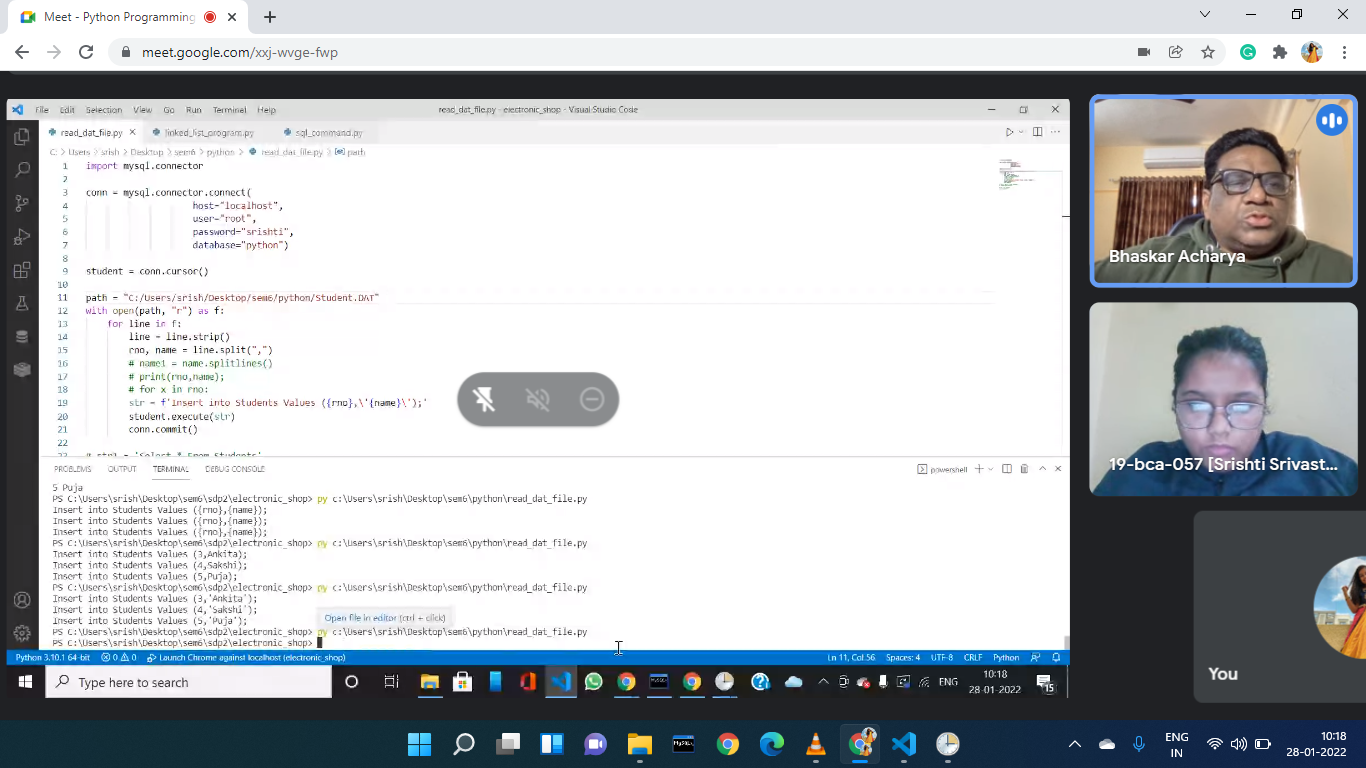 Meet - Python Programming
meet.google.com/xxj-wvge-fwp
File Edit Selection View Go Run Terminal Help
read_dat_file.py - electronic_shop - Visual Studio Code
read_dat_file.py
linked_list_program.py
sql_command.py
C: > Users > srish > Desktop > sem6 > python > read_dat_file.py > path
1 import mysql.connector
2
3 conn = mysql.connector.connect(
4 host="localhost",
5 user="root",
6 password="srishti",
7 database="python")
8
9 student = conn.cursor()
10
11 path = "C:/Users/srish/Desktop/sem6/python/Student.DAT"
12 with open(path, "r") as f:
13 for line in f:
14 line = line.strip()
15 rno, name = line.split(",")
16 # name1 = name.splitlines()
17 # print(rno,name);
18 # for x in rno:
19 str = f'Insert into Students Values ({rno},\'{name}\');'
20 student.execute(str)
21 conn.commit()
22
23 # str1 = 'Select * From Students'
PROBLEMS OUTPUT TERMINAL DEBUG CONSOLE
powershell
5 Puja
PS C:\Users\srish\Desktop\sem6\sdp2\electronic_shop> py c:\Users\srish\Desktop\sem6\python\read_dat_file.py
Insert into Students Values ({rno},{name});
Insert into Students Values ({rno},{name});
Insert into Students Values ({rno},{name});
PS C:\Users\srish\Desktop\sem6\sdp2\electronic_shop> py c:\Users\srish\Desktop\sem6\python\read_dat_file.py
Insert into Students Values (3,Ankita);
Insert into Students Values (4,Sakshi);
Insert into Students Values (5,Puja);
PS C:\Users\srish\Desktop\sem6\sdp2\electronic_shop> py c:\Users\srish\Desktop\sem6\python\read_dat_file.py
Insert into Students Values (3,'Ankita');
Insert into Students Values (4,'Sakshi');
Insert into Students Values (5,'Puja');
Open file in editor (ctrl + click)
PS C:\Users\srish\Desktop\sem6\sdp2\electronic_shop> py c:\Users\srish\Desktop\sem6\python\read_dat_file.py
PS C:\Users\srish\Desktop\sem6\sdp2\electronic_shop>
Python 3.10.1 64-bit 0 0 Launch Chrome against localhost (electronic_shop)
Ln 11, Col 56 Spaces: 4 UTF-8 CRLF Python
Type here to search
ENG
10:18
28-01-2022
15
Bhaskar Acharya
19-bca-057 [Srishti Srivast...
You
MySQL
ENG
IN
10:18
28-01-2022